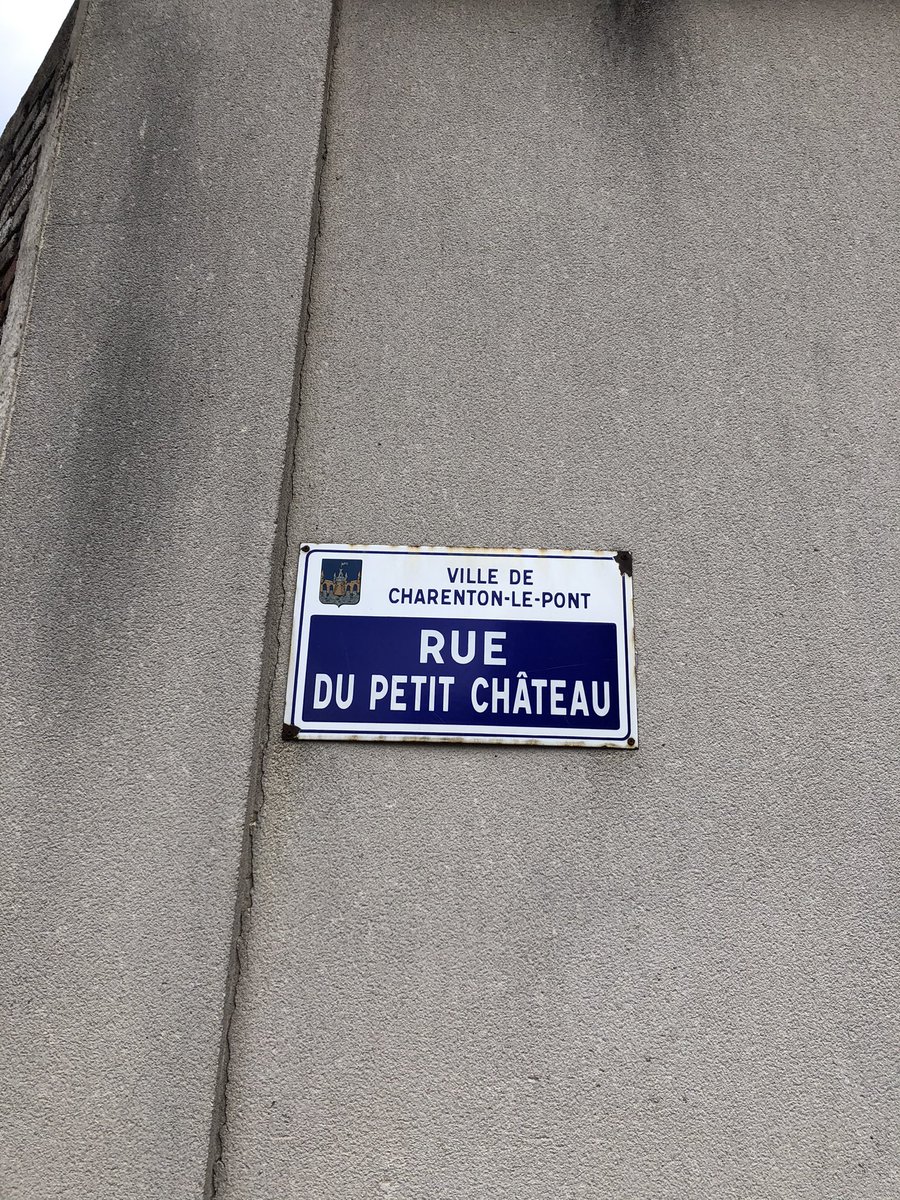 VILLE DE
CHARENTON-LE-PONT
RUE
DU PETIT CHÂTEAU